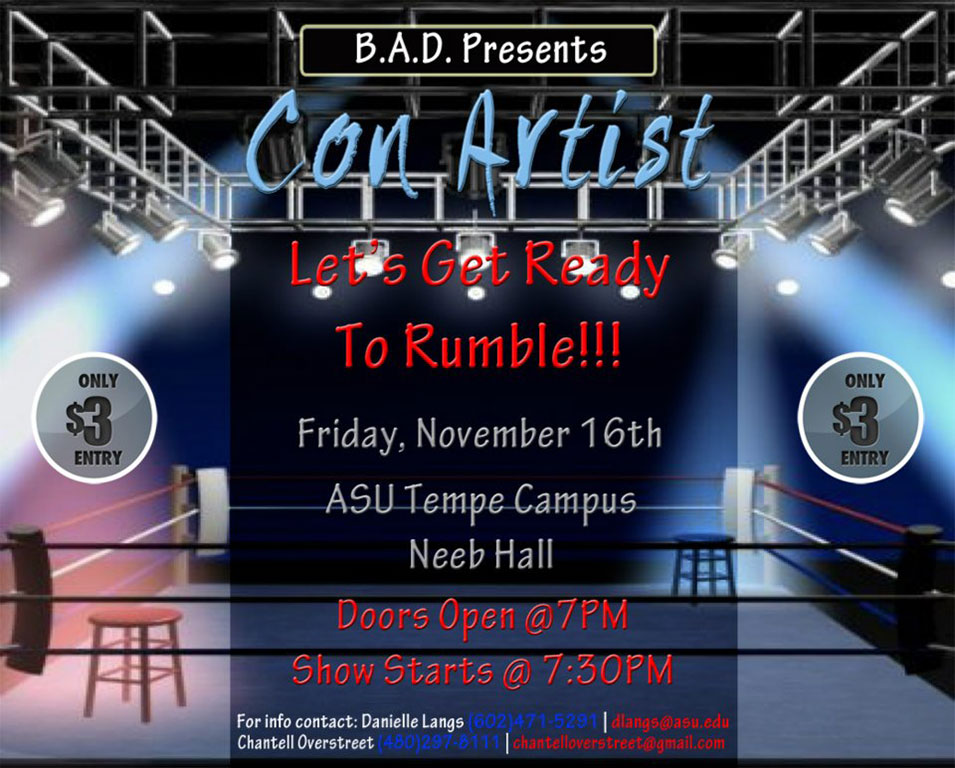 B.A.D. Presents
Con Artist
Let's Get Ready
To Rumble!!!
ONLY
$3
ENTRY
ONLY
$3
ENTRY
Friday, November 16th
ASU Tempe Campus
Neeb Hall
Doors Open @7PM
Show Starts @ 7:30PM
For info contact: Danielle Langs (602)471-5291 | dlangs@asu.edu
Chantell Overstreet (480)297-8111 | chantelloverstreet@gmail.com